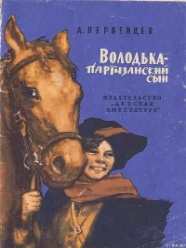 А. ПЕРВЕНЦЕВ
ВОЛОДЬКА-
ПАРТИЗАНСКИЙ
СЫН
ИЗДАТЕЛЬСТВО
„ДЕТСКАЯ
ЛИТЕРАТУРА“